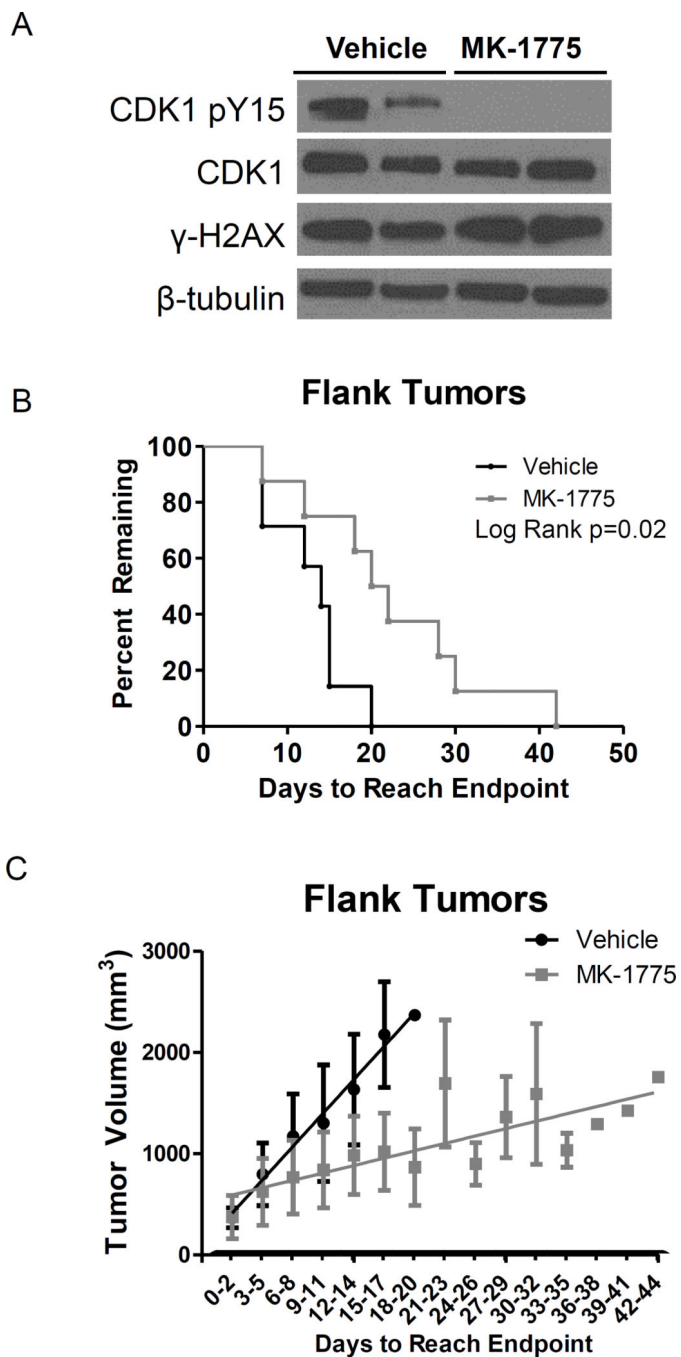 A
Vehicle MK-1775
CDK1 pY15
CDK1
γ-H2AX
β-tubulin
B
Flank Tumors
Percent Remaining
100
80
60
40
20
0
Vehicle
MK-1775
Log Rank p=0.02
0 10 20 30 40 50
Days to Reach Endpoint
C
Flank Tumors
Tumor Volume (mm³)
3000
2000
1000
0
Vehicle
MK-1775
0-2 3-5 6-8 9-11 12-14 15-17 18-20 21-23 24-26 27-29 30-32 33-35 36-38 39-41 42-44
Days to Reach Endpoint